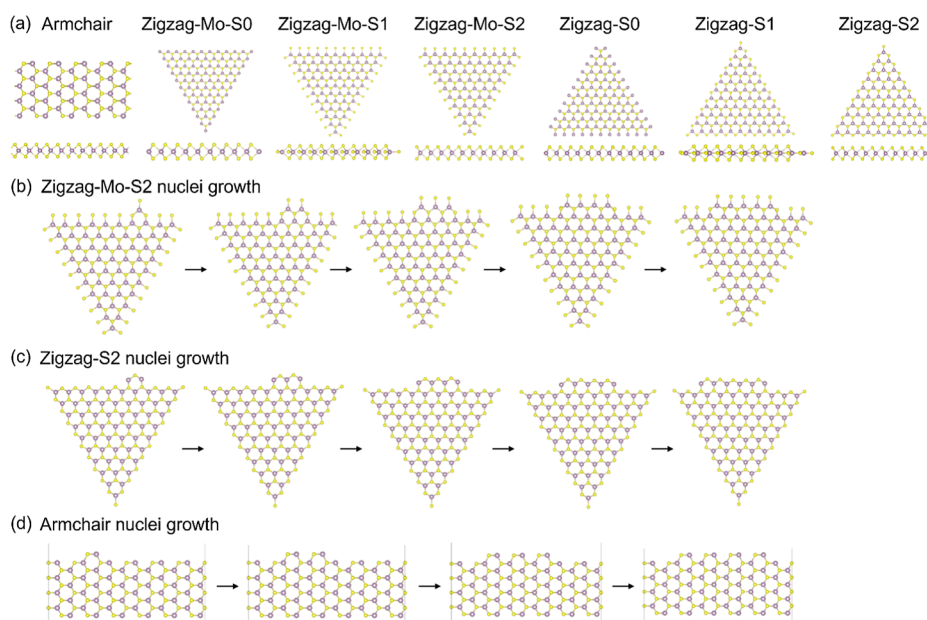 (a) Armchair Zigzag-Mo-S0 Zigzag-Mo-S1 Zigzag-Mo-S2 Zigzag-S0 Zigzag-S1 Zigzag-S2
(b) Zigzag-Mo-S2 nuclei growth
(c) Zigzag-S2 nuclei growth
(d) Armchair nuclei growth